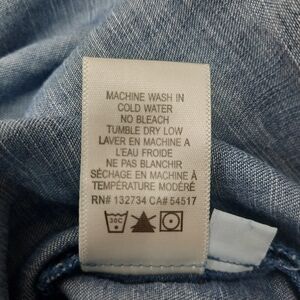 MACHINE WASH IN
COLD WATER
NO BLEACH
TUMBLE DRY LOW
LAVER EN MACHINE A
L'EAU FROIDE
NE PAS BLANCHIR
SÉCHAGE EN MACHINE À
TEMPÉRATURE MODÉRÉ
RN# 132734 CA# 54517
30C